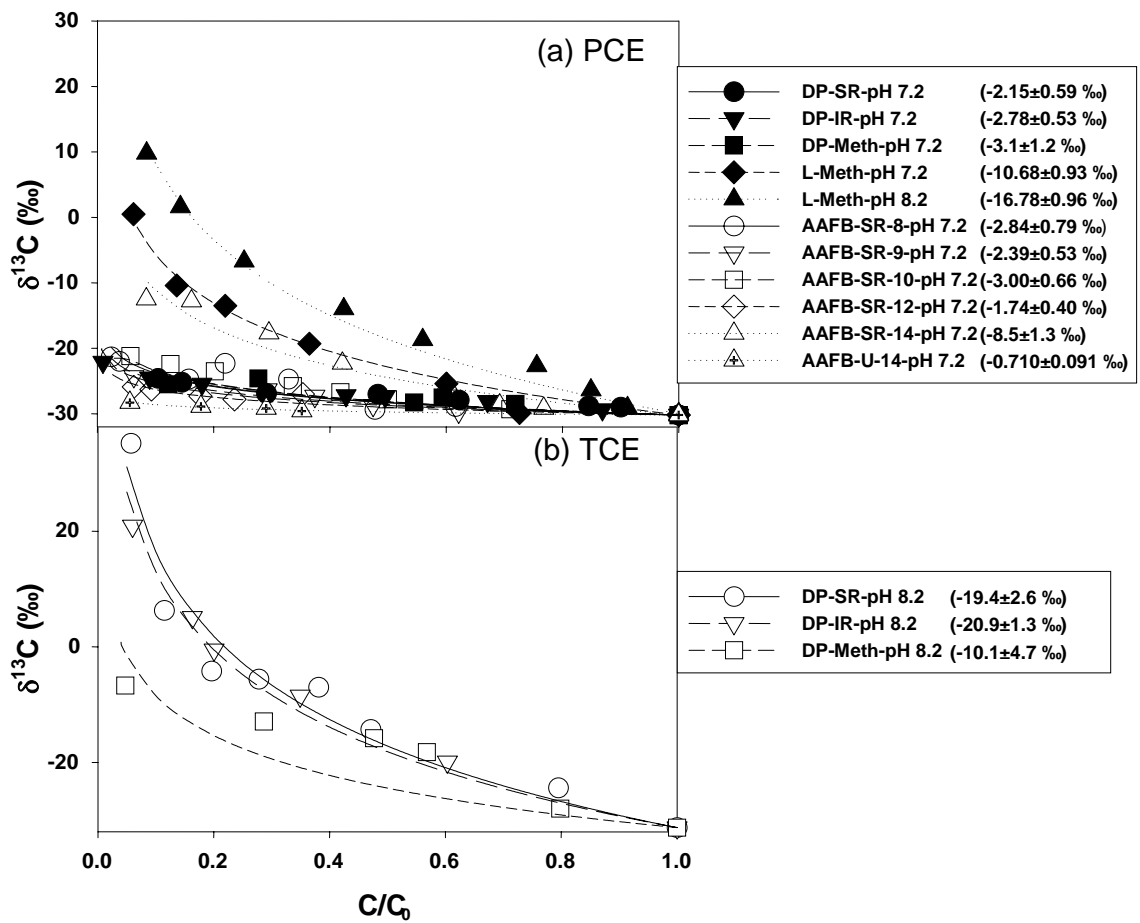 (a) PCE
30
20
10
0
-10
-20
-30
δ¹³C (‰)
DP-SR-pH 7.2 (-2.15±0.59 ‰)
DP-IR-pH 7.2 (-2.78±0.53 ‰)
DP-Meth-pH 7.2 (-3.1±1.2 ‰)
L-Meth-pH 7.2 (-10.68±0.93 ‰)
L-Meth-pH 8.2 (-16.78±0.96 ‰)
AAFB-SR-8-pH 7.2 (-2.84±0.79 ‰)
AAFB-SR-9-pH 7.2 (-2.39±0.53 ‰)
AAFB-SR-10-pH 7.2 (-3.00±0.66 ‰)
AAFB-SR-12-pH 7.2 (-1.74±0.40 ‰)
AAFB-SR-14-pH 7.2 (-8.5±1.3 ‰)
AAFB-U-14-pH 7.2 (-0.710±0.091 ‰)
(b) TCE
20
0
-20
δ¹³C (‰)
DP-SR-pH 8.2 (-19.4±2.6 ‰)
DP-IR-pH 8.2 (-20.9±1.3 ‰)
DP-Meth-pH 8.2 (-10.1±4.7 ‰)
0.0 0.2 0.4 0.6 0.8 1.0
C/C₀